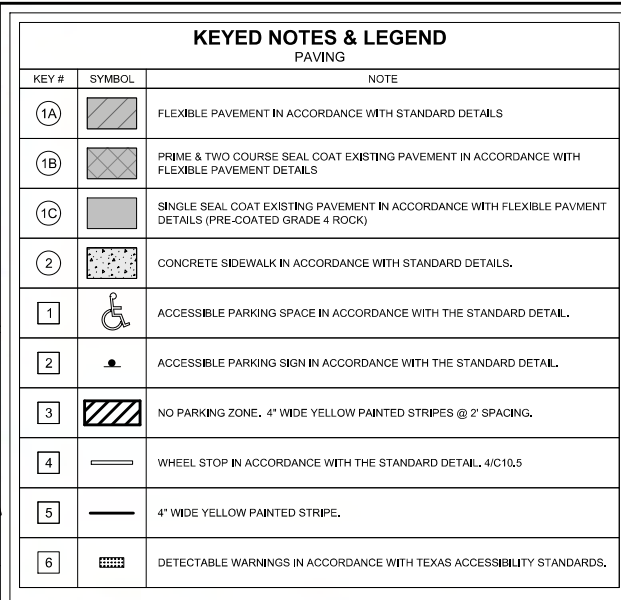 KEYED NOTES & LEGEND
PAVING
KEY # SYMBOL NOTE
1A FLEXIBLE PAVEMENT IN ACCORDANCE WITH STANDARD DETAILS
1B PRIME & TWO COURSE SEAL COAT EXISTING PAVEMENT IN ACCORDANCE WITH
FLEXIBLE PAVEMENT DETAILS
1C SINGLE SEAL COAT EXISTING PAVEMENT IN ACCORDANCE WITH FLEXIBLE PAVMENT
DETAILS (PRE-COATED GRADE 4 ROCK)
2 CONCRETE SIDEWALK IN ACCORDANCE WITH STANDARD DETAILS.
1 ACCESSIBLE PARKING SPACE IN ACCORDANCE WITH THE STANDARD DETAIL.
2 ACCESSIBLE PARKING SIGN IN ACCORDANCE WITH THE STANDARD DETAIL.
3 NO PARKING ZONE. 4" WIDE YELLOW PAINTED STRIPES @ 2' SPACING.
4 WHEEL STOP IN ACCORDANCE WITH THE STANDARD DETAIL. 4/C10.5
5 4" WIDE YELLOW PAINTED STRIPE.
6 DETECTABLE WARNINGS IN ACCORDANCE WITH TEXAS ACCESSIBILITY STANDARDS.